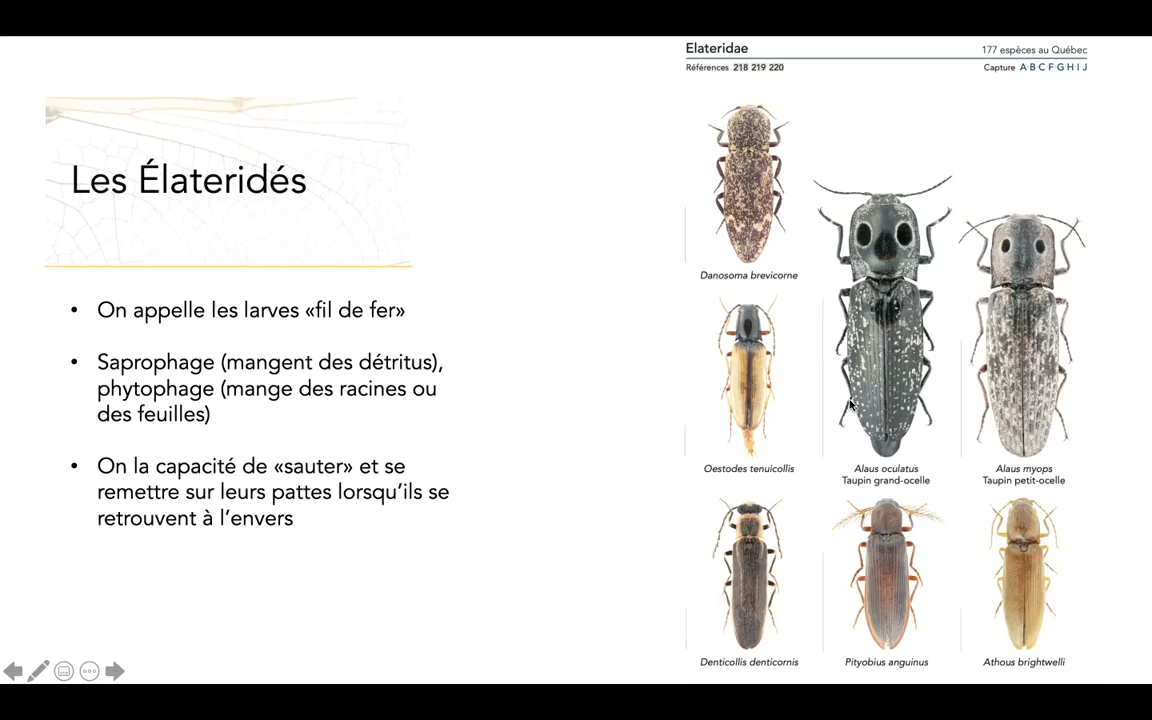 Les Élateridés
• On appelle les larves «fil de fer»
• Saprophage (mangent des détritus),
phytophage (mange des racines ou
des feuilles)
• On la capacité de «sauter» et se
remettre sur leurs pattes lorsqu’ils se
retrouvent à l’envers
Elateridae
177 espèces au Québec
Références 218 219 220
Capture A B C F G H I J
Danosoma brevicorne
Oestodes tenuicollis
Alaus oculatus
Taupin grand-ocelle
Alaus myops
Taupin petit-ocelle
Denticollis denticornis
Pityobius anguinus
Athous brightwelli